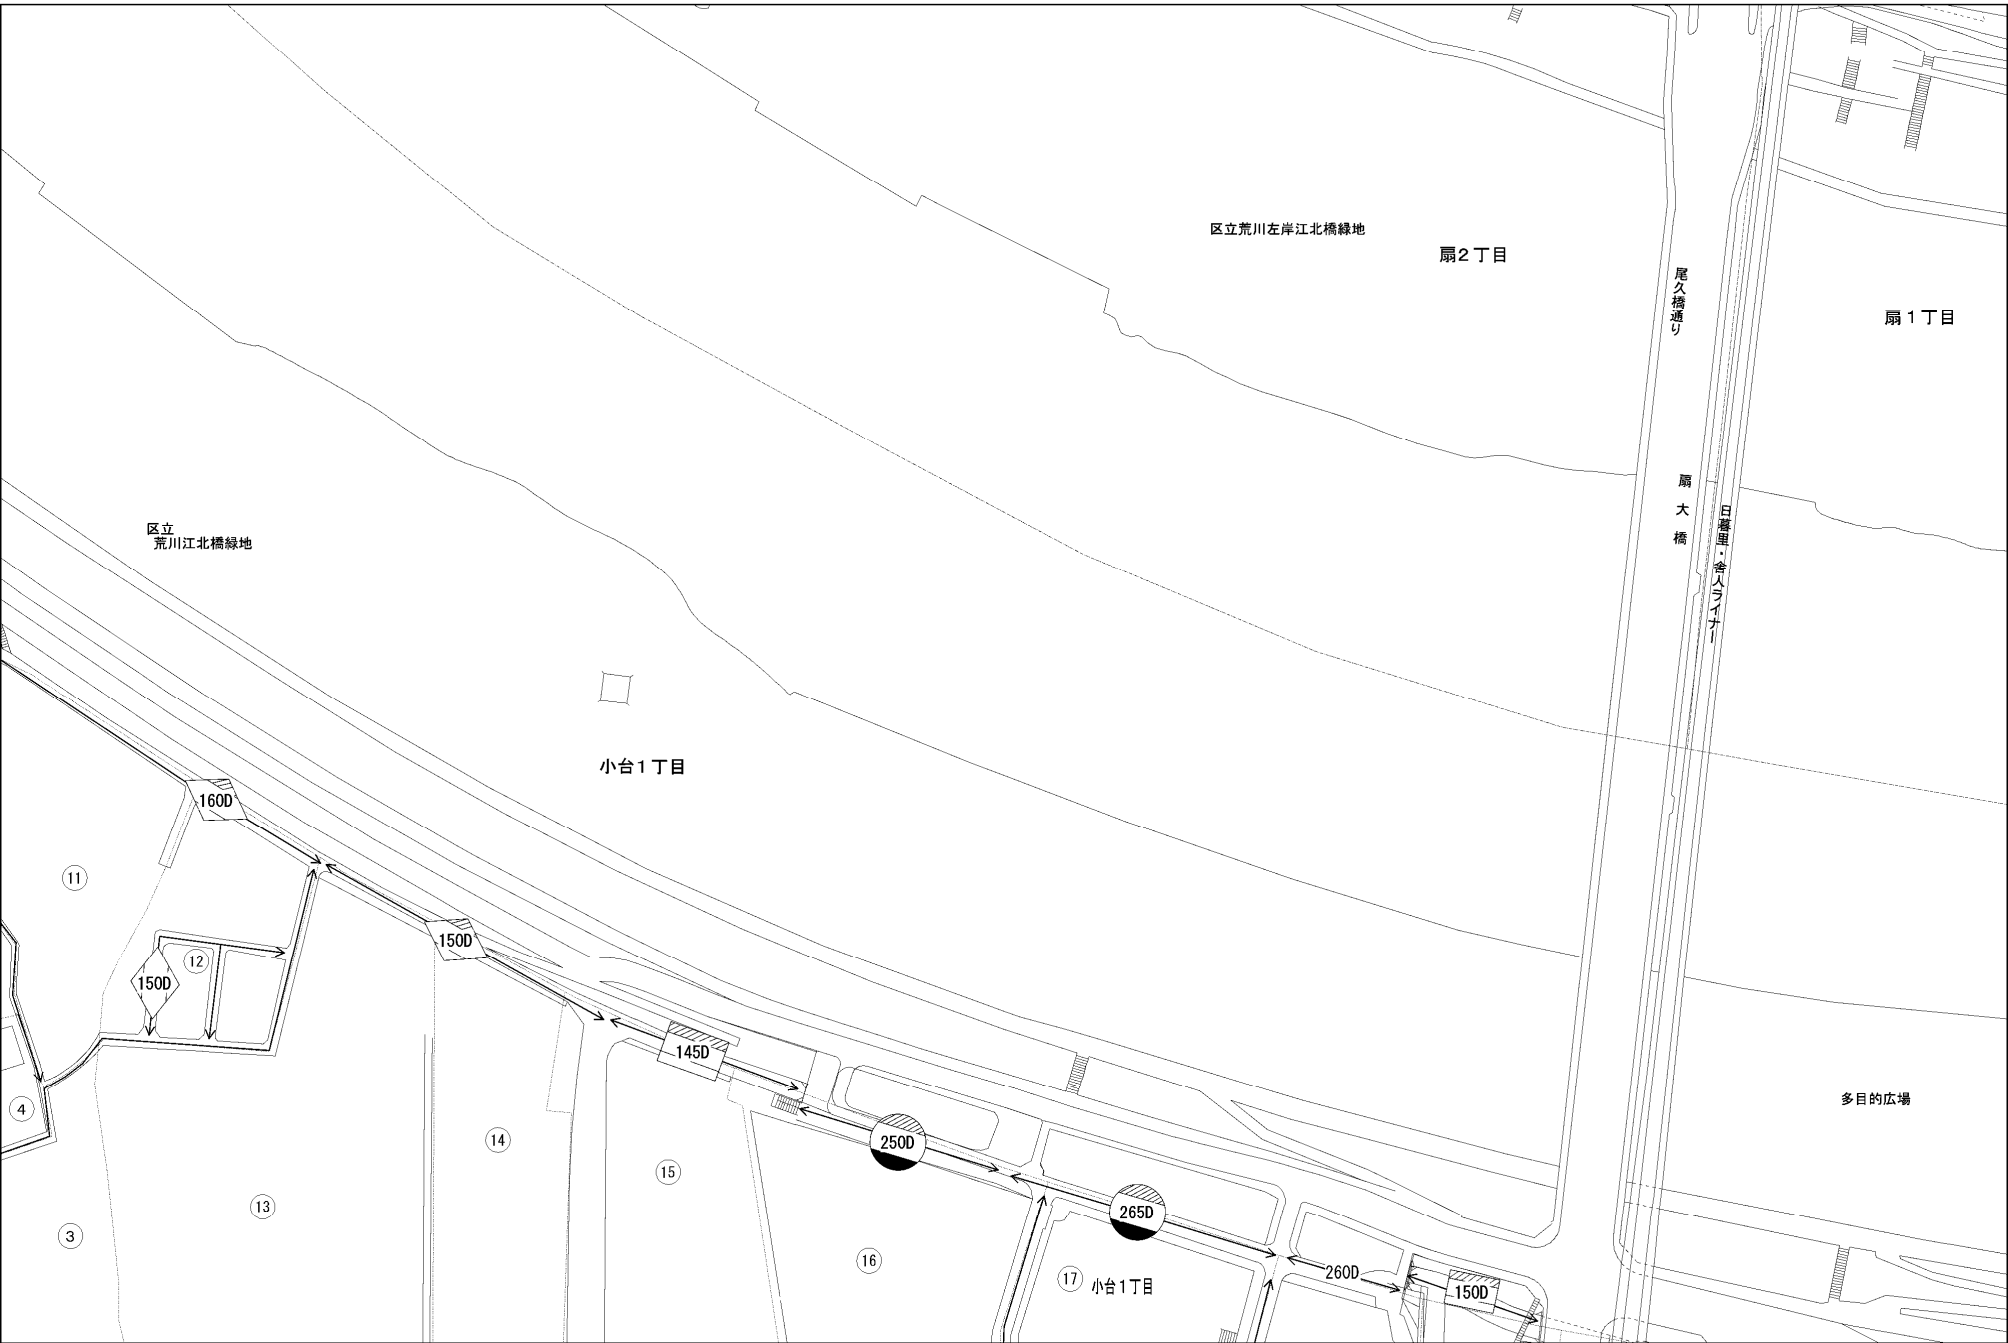 区立荒川左岸江北橋緑地
扇2丁目
尾久橋通り
扇1丁目
扇大橋
日暮里・舎人ライナー
区立
荒川江北橋緑地
小台1丁目
160D
11
150D
12
150D
145D
4
多目的広場
14
250D
15
13
265D
3
16
17
小台1丁目
260D
150D